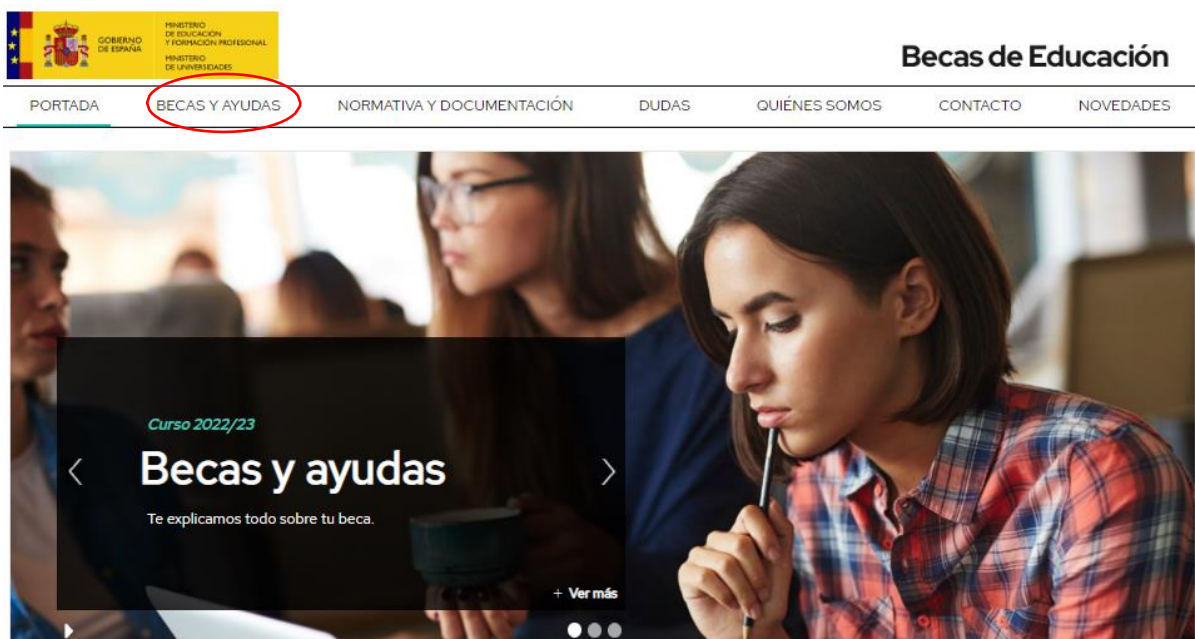 GOBIERNO
DE ESPAÑA
MINISTERIO
DE EDUCACIÓN
Y FORMACIÓN PROFESIONAL
MINISTERIO
DE UNIVERSIDADES
Becas de Educación
PORTADA BECAS Y AYUDAS NORMATIVA Y DOCUMENTACIÓN DUDAS QUIÉNES SOMOS CONTACTO NOVEDADES
Curso 2022/23
Becas y ayudas
Te explicamos todo sobre tu beca.
+ Ver más